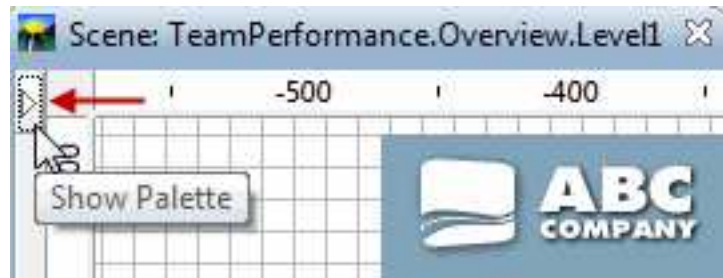 Scene: TeamPerformance.Overview.Level1
-500 -400
Show Palette
ABC
COMPANY